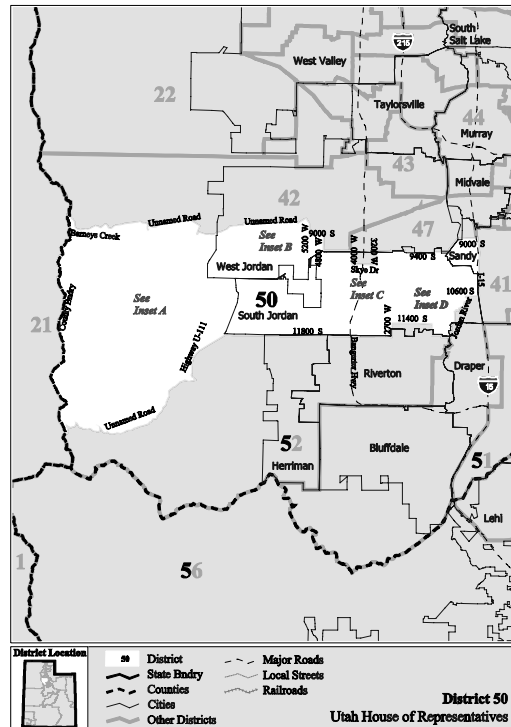 South
Salt Lake
215
West Valley
22
Taylorsville
44
Murray
43
Midvale
42
Unnamed Road
Unnamed Road
Barneys Creek
See
Inset B
5200 W
9000 S
4800 W
4000 W
3200 W
47
9000 S
9400 S
Sandy
West Jordan
Skye Dr
I-15
41
See
Inset A
50
See
Inset C
See
Inset D
10600 S
21
County Bndry
South Jordan
2700 W
11400 S
Jordan River
11800 S
Highway U-111
Bangerter Hwy
Riverton
Draper
15
Unnamed Road
52
Herriman
Bluffdale
51
Lehi
1
56
District Location
50 District
State Bndry
Counties
Cities
Other Districts
Major Roads
Local Streets
Railroads
District 50
Utah House of Representatives